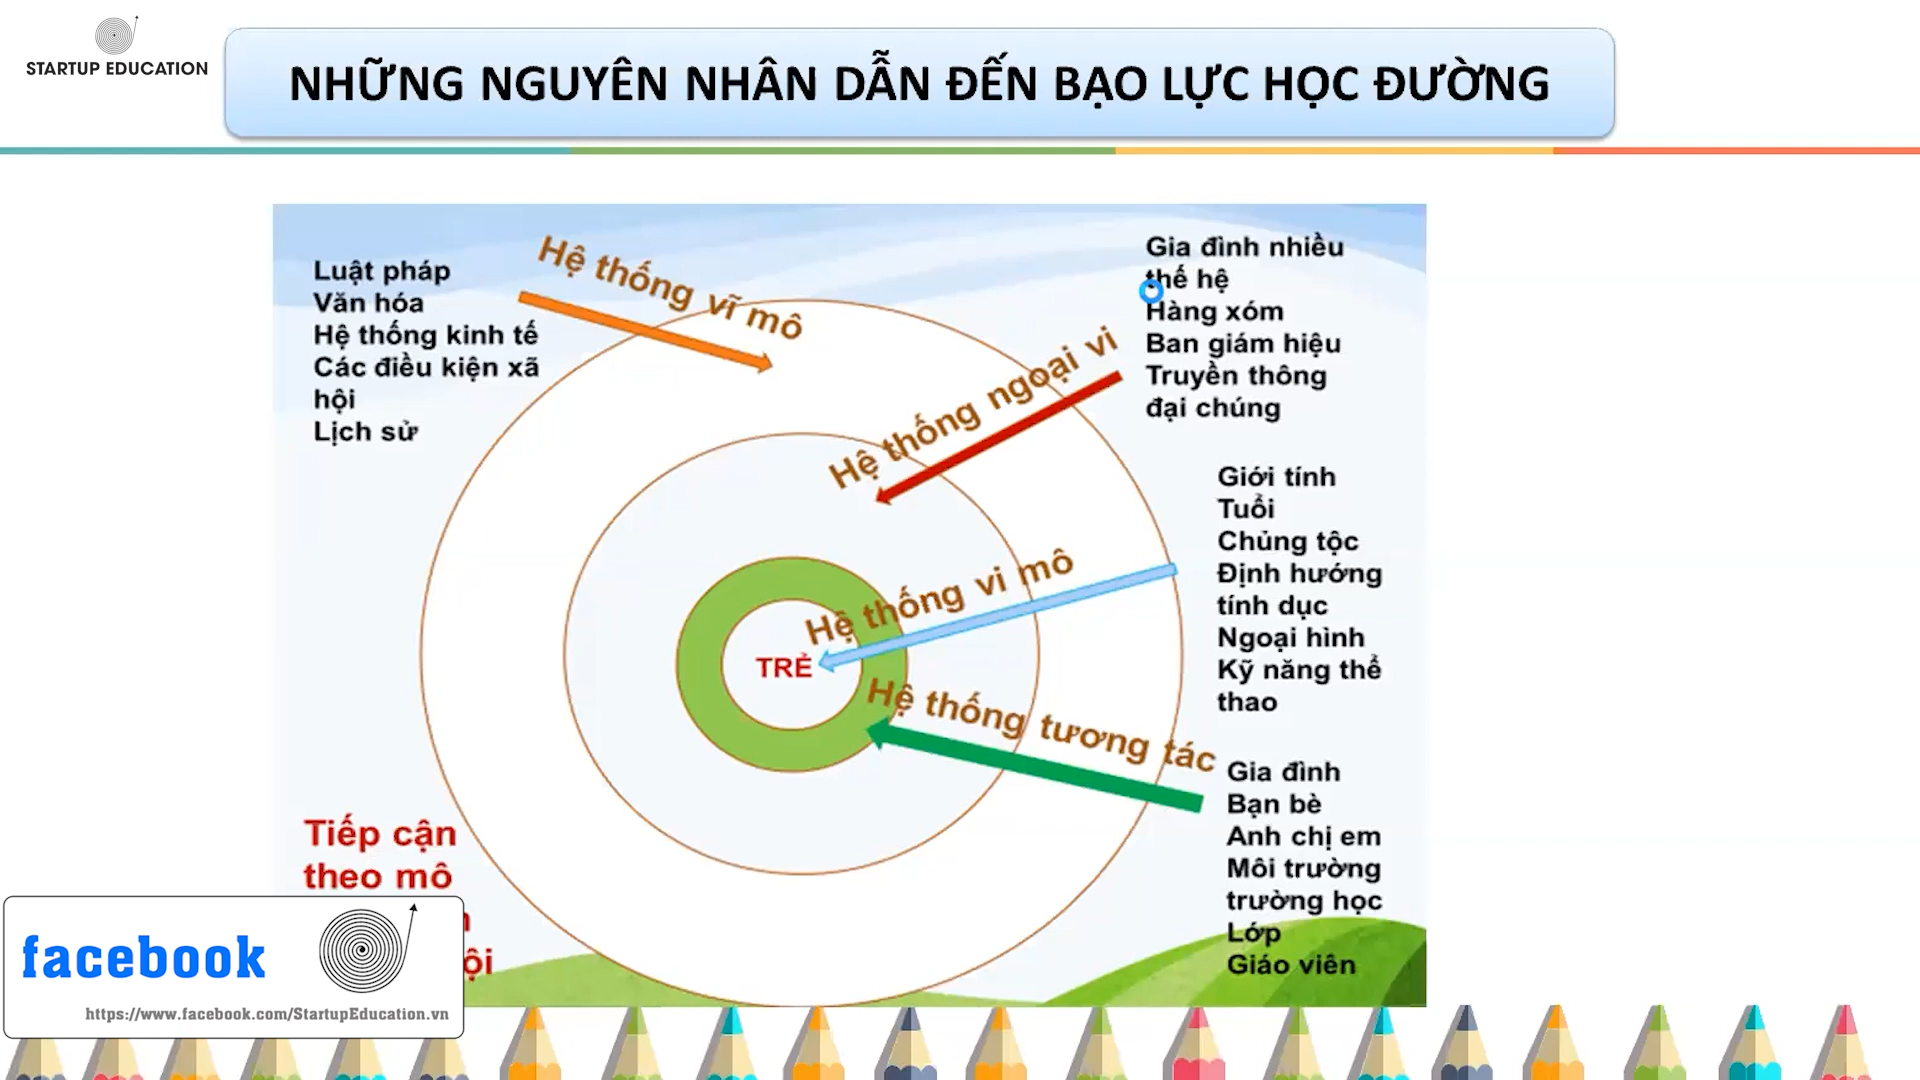 STARTUP EDUCATION
NHỮNG NGUYÊN NHÂN DẪN ĐẾN BẠO LỰC HỌC ĐƯỜNG
Luật pháp
Văn hóa
Hệ thống kinh tế
Các điều kiện xã
hội
Lịch sử
Hệ thống vĩ mô
Hệ thống ngoại vi
Gia đình nhiều
thế hệ
Hàng xóm
Ban giám hiệu
Truyền thông
đại chúng
Hệ thống vi mô
Giới tính
Tuổi
Chủng tộc
Định hướng
tính dục
Ngoại hình
Kỹ năng thể
thao
TRẺ
Hệ thống tương tác
Gia đình
Bạn bè
Anh chị em
Môi trường
trường học
Lớp
Giáo viên
Tiếp cận
theo mô
facebook
https://www.facebook.com/StartupEducation.vn